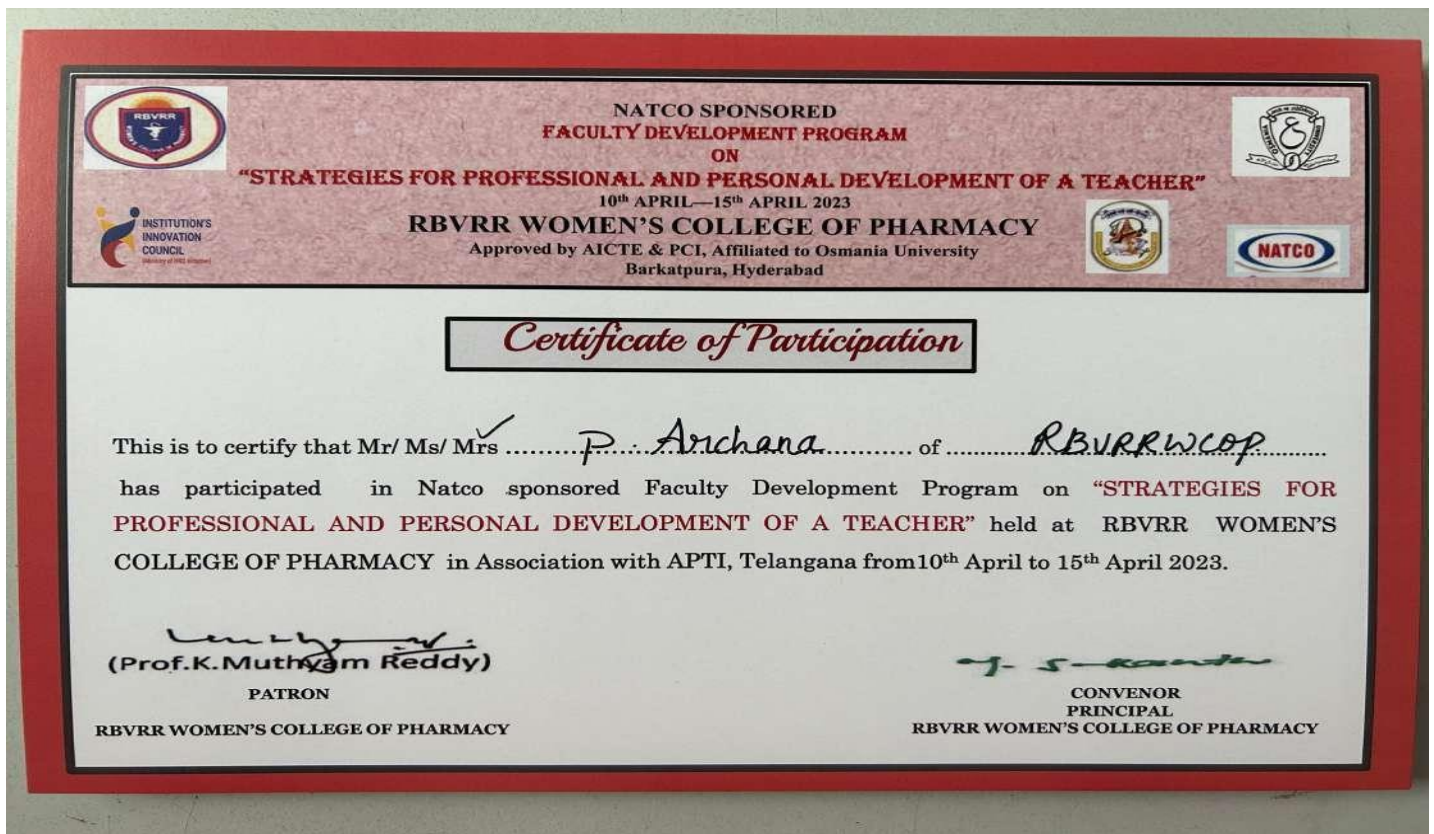 RBVRR
NATCO SPONSORED
FACULTY DEVELOPMENT PROGRAM
ON
"STRATEGIES FOR PROFESSIONAL AND PERSONAL DEVELOPMENT OF A TEACHER"
10th APRIL—15th APRIL 2023
INSTITUTION'S
INNOVATION
COUNCIL
RBVRR WOMEN'S COLLEGE OF PHARMACY
Approved by AICTE & PCI, Affiliated to Osmania University
Barkatpura, Hyderabad
NATCO
Certificate of Participation
This is to certify that Mr/ Ms/ Mrs ✓ ..........P. Archana.......... of ..........RBVRRWCOP..........
has participated in Natco sponsored Faculty Development Program on "STRATEGIES FOR
PROFESSIONAL AND PERSONAL DEVELOPMENT OF A TEACHER" held at RBVRR WOMEN'S
COLLEGE OF PHARMACY in Association with APTI, Telangana from10th April to 15th April 2023.
(Prof.K.Muthyam Reddy)
PATRON
RBVRR WOMEN'S COLLEGE OF PHARMACY
CONVENOR
PRINCIPAL
RBVRR WOMEN'S COLLEGE OF PHARMACY